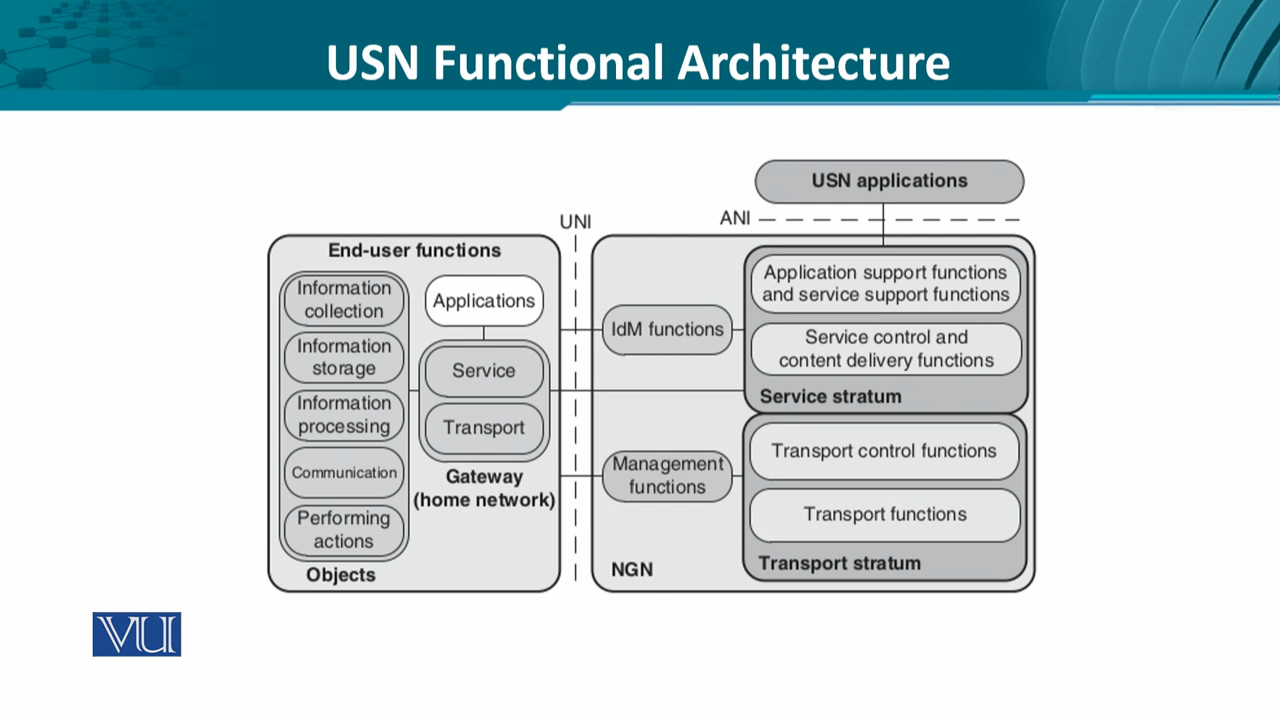 USN Functional Architecture
USN applications
UNI
ANI
End-user functions
Information
collection
Information
storage
Information
processing
Communication
Performing
actions
Objects
Applications
Service
Transport
Gateway
(home network)
IdM functions
Management
functions
NGN
Application support functions
and service support functions
Service control and
content delivery functions
Service stratum
Transport control functions
Transport functions
Transport stratum
VU